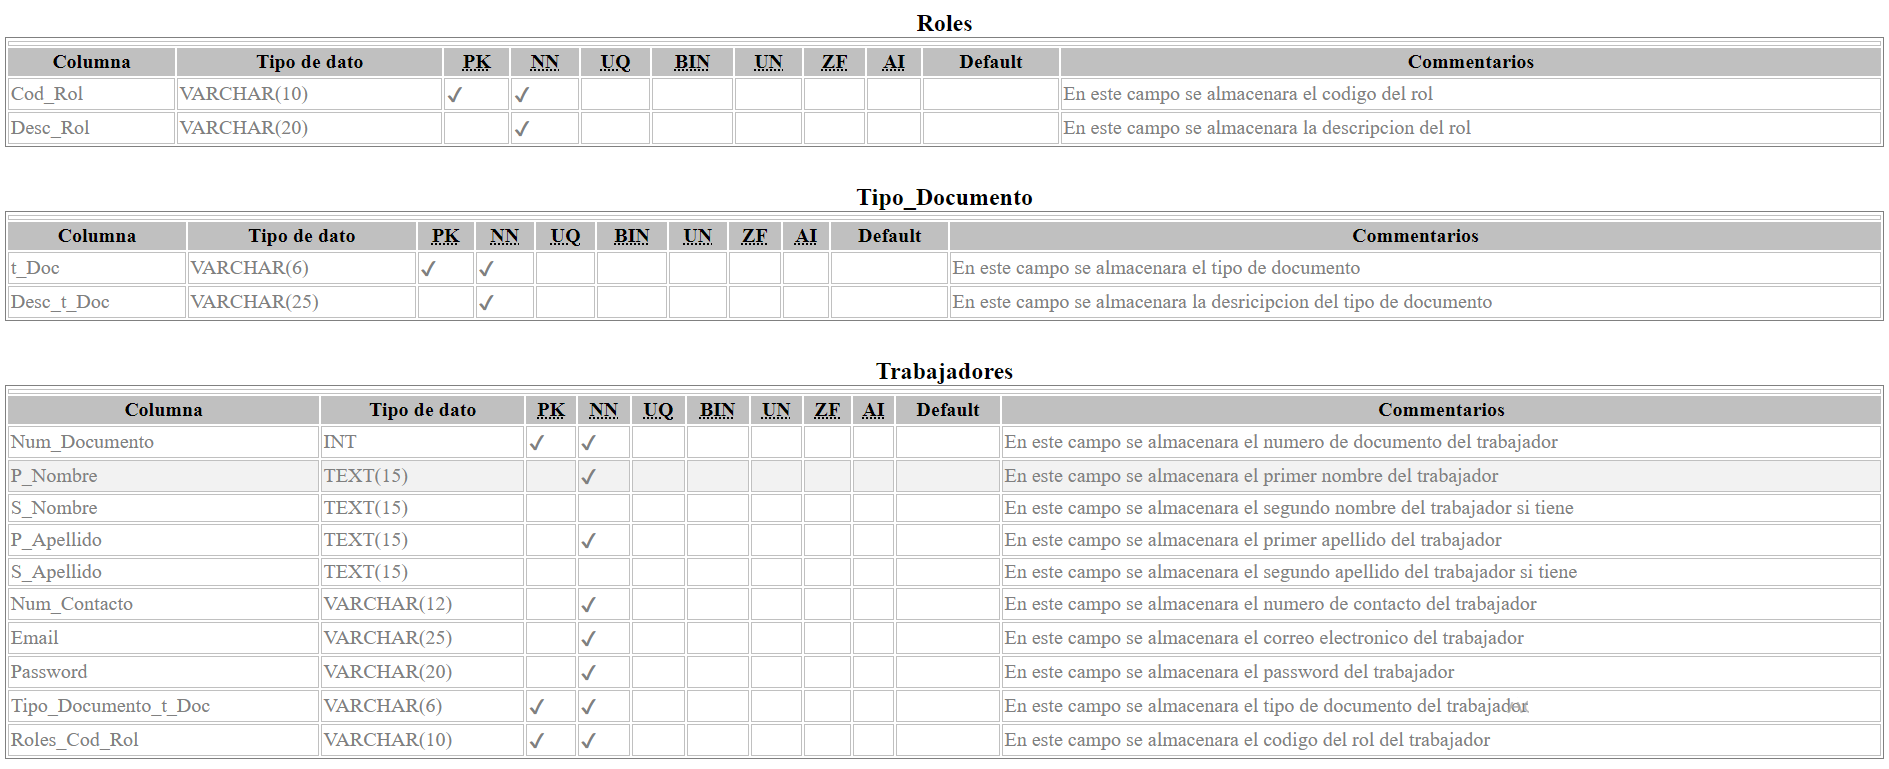 Roles
Columna Tipo de dato PK NN UQ BIN UN ZF AI Default Commentarios
Cod_Rol VARCHAR(10) ✓ ✓ En este campo se almacenara el codigo del rol
Desc_Rol VARCHAR(20) ✓ En este campo se almacenara la descripcion del rol
Tipo_Documento
Columna Tipo de dato PK NN UQ BIN UN ZF AI Default Commentarios
t_Doc VARCHAR(6) ✓ ✓ En este campo se almacenara el tipo de documento
Desc_t_Doc VARCHAR(25) ✓ En este campo se almacenara la desricipcion del tipo de documento
Trabajadores
Columna Tipo de dato PK NN UQ BIN UN ZF AI Default Commentarios
Num_Documento INT ✓ ✓ En este campo se almacenara el numero de documento del trabajador
P_Nombre TEXT(15) ✓ En este campo se almacenara el primer nombre del trabajador
S_Nombre TEXT(15) En este campo se almacenara el segundo nombre del trabajador si tiene
P_Apellido TEXT(15) ✓ En este campo se almacenara el primer apellido del trabajador
S_Apellido TEXT(15) En este campo se almacenara el segundo apellido del trabajador si tiene
Num_Contacto VARCHAR(12) ✓ En este campo se almacenara el numero de contacto del trabajador
Email VARCHAR(25) ✓ En este campo se almacenara el correo electronico del trabajador
Password VARCHAR(20) ✓ En este campo se almacenara el password del trabajador
Tipo_Documento_t_Doc VARCHAR(6) ✓ ✓ En este campo se almacenara el tipo de documento del trabajador
Roles_Cod_Rol VARCHAR(10) ✓ ✓ En este campo se almacenara el codigo del rol del trabajador